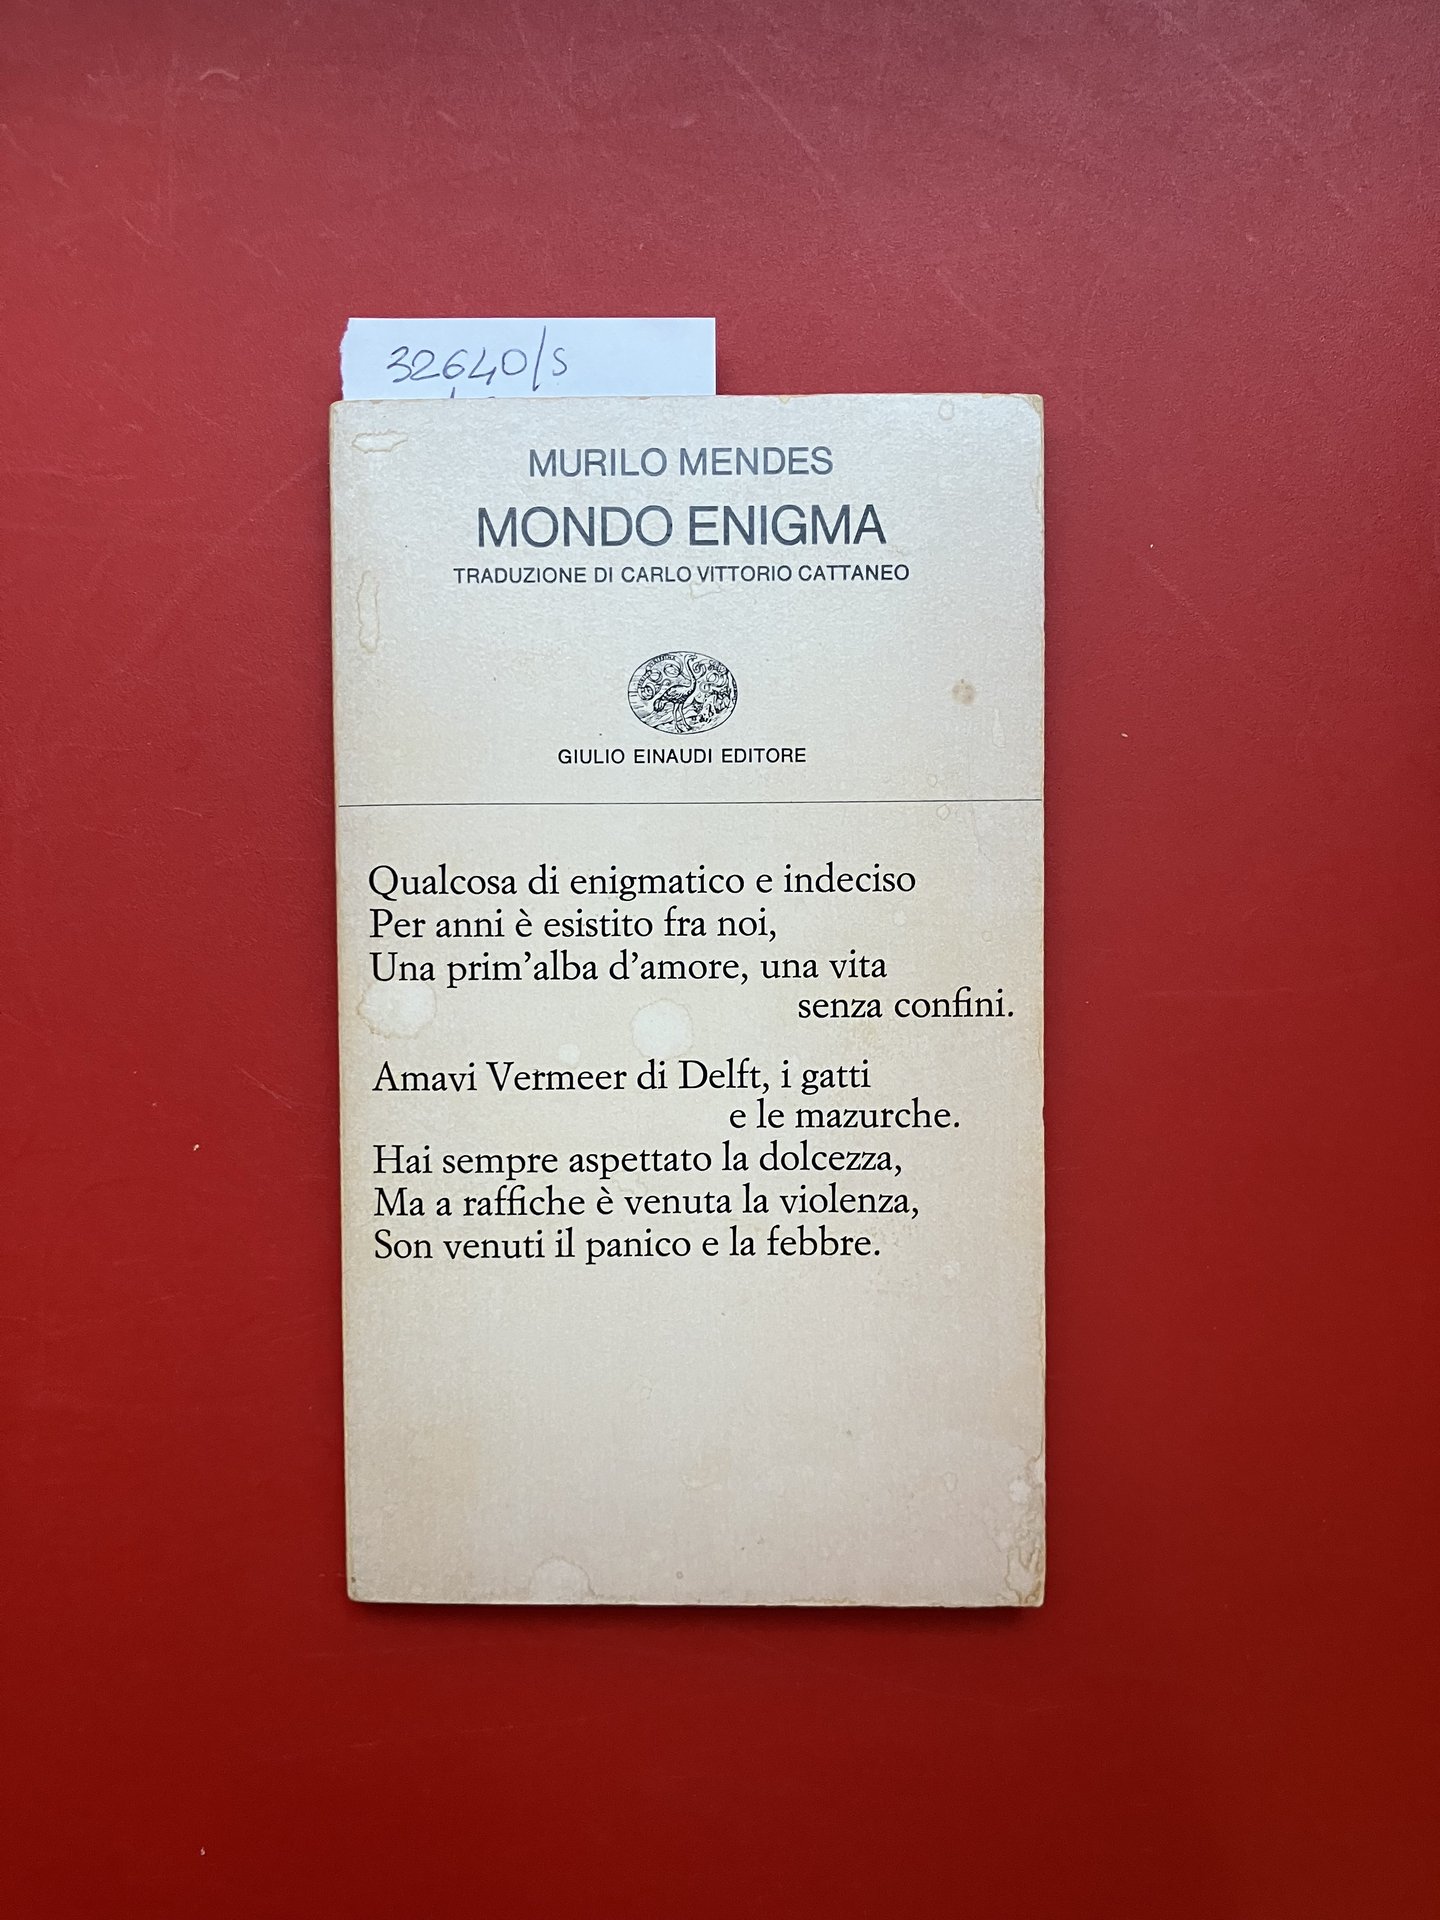 32640/s
MURILO MENDES
MONDO ENIGMA
TRADUZIONE DI CARLO VITTORIO CATTANEO
GIULIO EINAUDI EDITORE
Qualcosa di enigmatico e indeciso
Per anni è esistito fra noi,
Una prim'alba d'amore, una vita
senza confini.
Amavi Vermeer di Delft, i gatti
e le mazurche.
Hai sempre aspettato la dolcezza,
Ma a raffiche è venuta la violenza,
Son venuti il panico e la febbre.